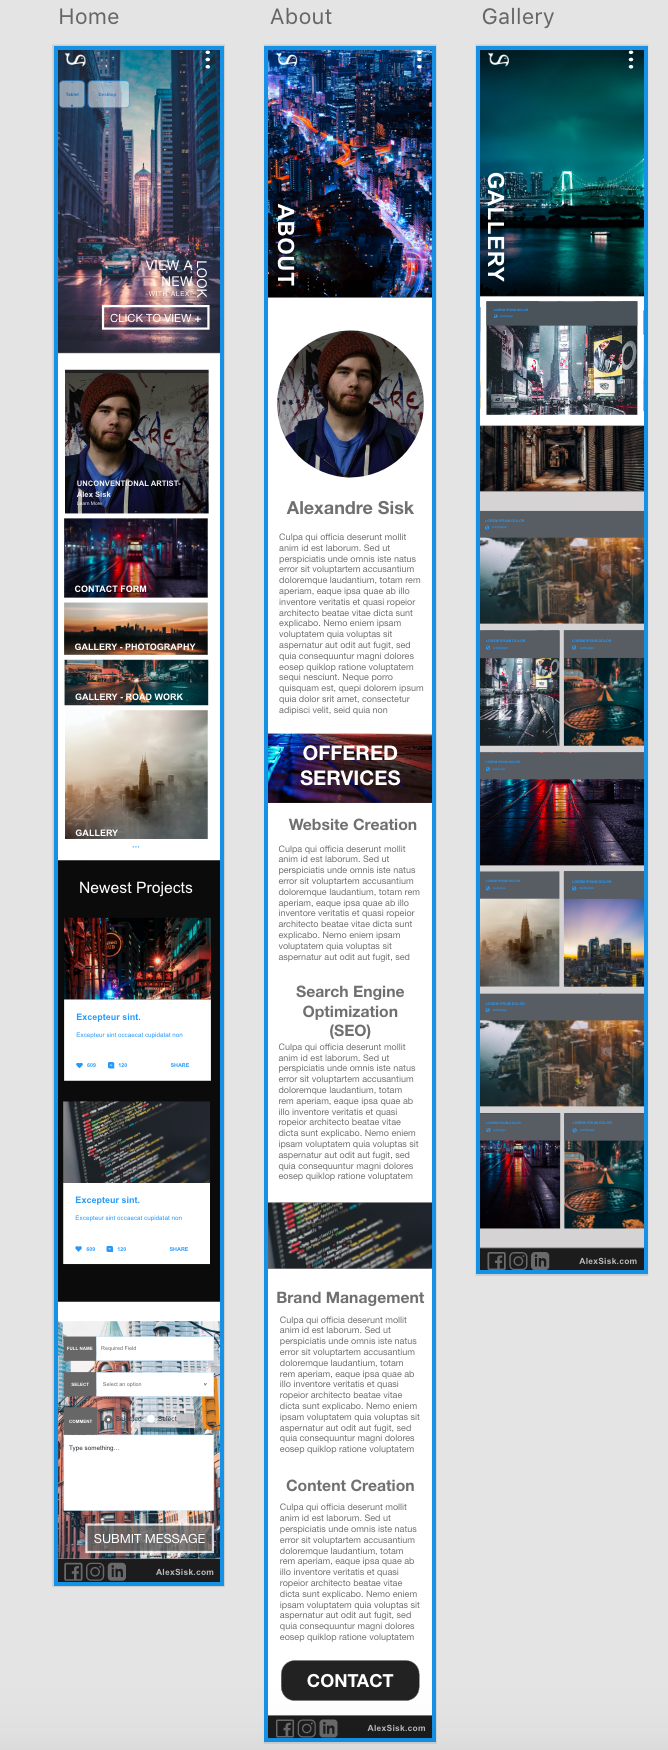 Home
About
Gallery
Tablet
Desktop
VIEW A
NEW
LOOK
-WITH ALEX-
CLICK TO VIEW +
UNCONVENTIONAL ARTIST-
Alex Sisk
Learn More
CONTACT FORM
GALLERY - PHOTOGRAPHY
GALLERY - ROAD WORK
GALLERY
...
Newest Projects
Excepteur sint.
Excepteur sint occaecat cupidatat non
609
120
SHARE
Excepteur sint.
Excepteur sint occaecat cupidatat non
609
120
SHARE
FULL NAME
Required Field
SELECT
Select an option
COMMENT
Select
Type something...
SUBMIT MESSAGE
AlexSisk.com
ABOUT
Alexandre Sisk
Culpa qui officia deserunt mollit
anim id est laborum. Sed ut
perspiciatis unde omnis iste natus
error sit voluptartem accusantium
doloremque laudantium, totam rem
aperiam, eaque ipsa quae ab illo
inventore veritatis et quasi ropeior
architecto beatae vitae dicta sunt
explicabo. Nemo eniem ipsam
voluptatem quia voluptas sit
aspernatur aut odit aut fugit, sed
quia consequuntur magni dolores
eosep quiklop ratione voluptatem
sequi nesciunt. Neque porro
quisquam est, quepi dolorem ipsum
quia dolor srit amet, consectetur
adipisci velit, seid quia non
OFFERED
SERVICES
Website Creation
Culpa qui officia deserunt mollit
anim id est laborum. Sed ut
perspiciatis unde omnis iste natus
error sit voluptartem accusantium
doloremque laudantium, totam
rem aperiam, eaque ipsa quae ab
illo inventore veritatis et quasi
ropeior architecto beatae vitae
dicta sunt explicabo. Nemo eniem ipsam
voluptatem quia voluptas sit
aspernatur aut odit aut fugit, sed
Search Engine
Optimization
(SEO)
Culpa qui officia deserunt mollit
anim id est laborum. Sed ut
perspiciatis unde omnis iste natus
error sit voluptartem accusantium
doloremque laudantium, totam
rem aperiam, eaque ipsa quae ab
illo inventore veritatis et quasi
ropeior architecto beatae vitae
dicta sunt explicabo. Nemo eniem
ipsam voluptatem quia voluptas sit
aspernatur aut odit aut fugit, sed
quia consequuntur magni dolores
eosep quiklop ratione voluptatem
Brand Management
Culpa qui officia deserunt mollit
anim id est laborum. Sed ut
perspiciatis unde omnis iste natus
error sit voluptartem accusantium
doloremque laudantium, totam
rem aperiam, eaque ipsa quae ab
illo inventore veritatis et quasi
ropeior architecto beatae vitae
dicta sunt explicabo. Nemo eniem
ipsam voluptatem quia voluptas sit
aspernatur aut odit aut fugit, sed
quia consequuntur magni dolores
eosep quiklop ratione voluptatem
Content Creation
Culpa qui officia deserunt mollit
anim id est laborum. Sed ut
perspiciatis unde omnis iste natus
error sit voluptartem accusantium
doloremque laudantium, totam
rem aperiam, eaque ipsa quae ab
illo inventore veritatis et quasi
ropeior architecto beatae vitae
dicta sunt explicabo. Nemo eniem
ipsam voluptatem quia voluptas sit
aspernatur aut odit aut fugit, sed
quia consequuntur magni dolores
eosep quiklop ratione voluptatem
CONTACT
AlexSisk.com
GALLERY
AlexSisk.com